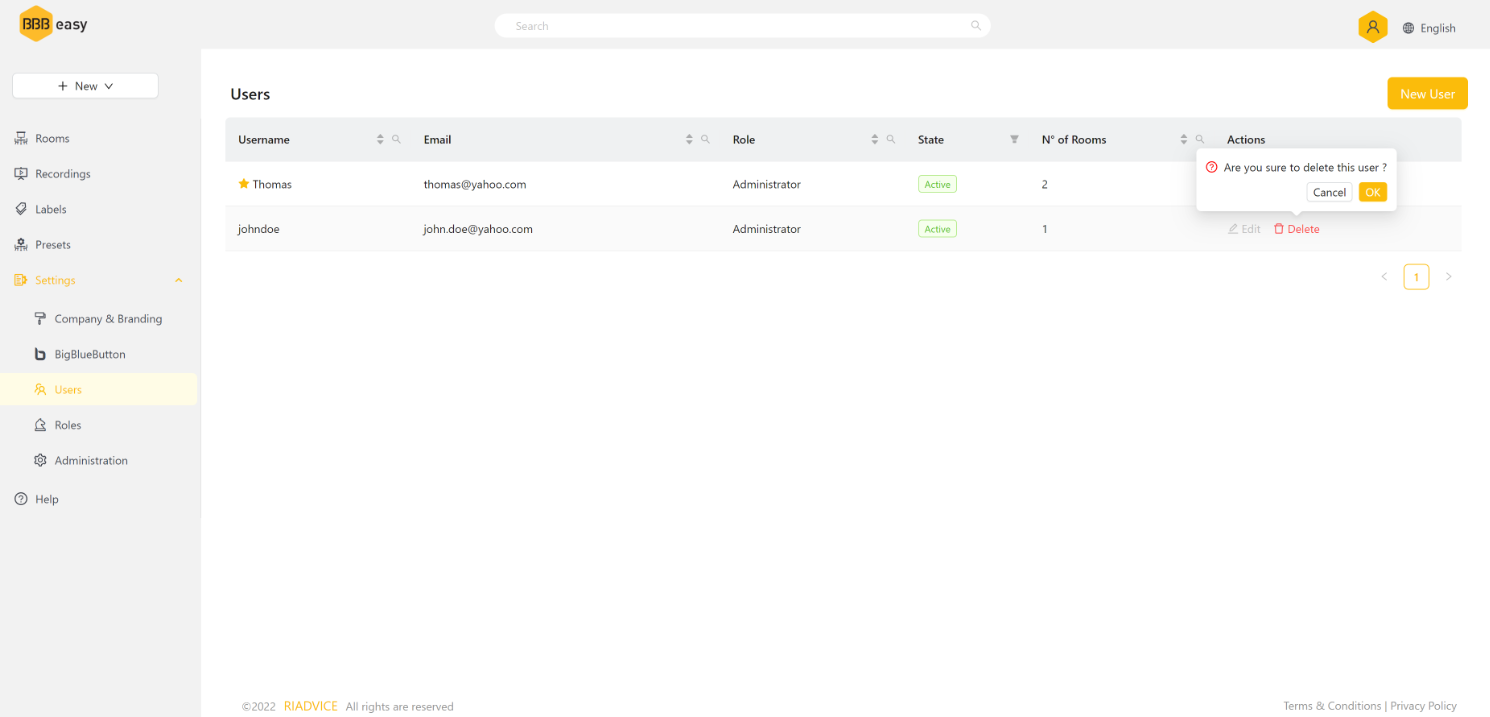 BBB easy
Search
English
New
Rooms
Recordings
Labels
Presets
Settings
Company & Branding
BigBlueButton
Users
Roles
Administration
Help
Users
New User
Username Email Role State N° of Rooms Actions
Thomas thomas@yahoo.com Administrator Active 2
Are you sure to delete this user ?
Cancel OK
johndoe john.doe@yahoo.com Administrator Active 1 Edit Delete
1
©2022 RIADVICE All rights are reserved
Terms & Conditions | Privacy Policy